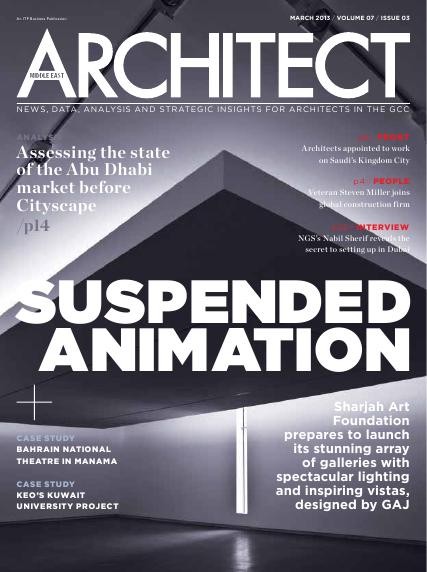 An ITP Business Publication
MARCH 2013 / VOLUME 07 / ISSUE 03
MIDDLE EAST
ARCHITECT
NEWS, DATA, ANALYSIS AND STRATEGIC INSIGHTS FOR ARCHITECTS IN THE GCC
ANALYSIS
Assessing the state
of the Abu Dhabi
market before
Cityscape
/p14
FRONT
Architects appointed to work
on Saudi's Kingdom City
p4 PEOPLE
Veteran Steven Miller joins
global construction firm
INTERVIEW
NGS's Nabil Sherif reveals the
secret to setting up in Dubai
SUSPENDED
ANIMATION
Sharjah Art
Foundation
prepares to launch
its stunning array
of galleries with
spectacular lighting
and inspiring vistas,
designed by GAJ
CASE STUDY
BAHRAIN NATIONAL
THEATRE IN MANAMA
CASE STUDY
KEO'S KUWAIT
UNIVERSITY PROJECT